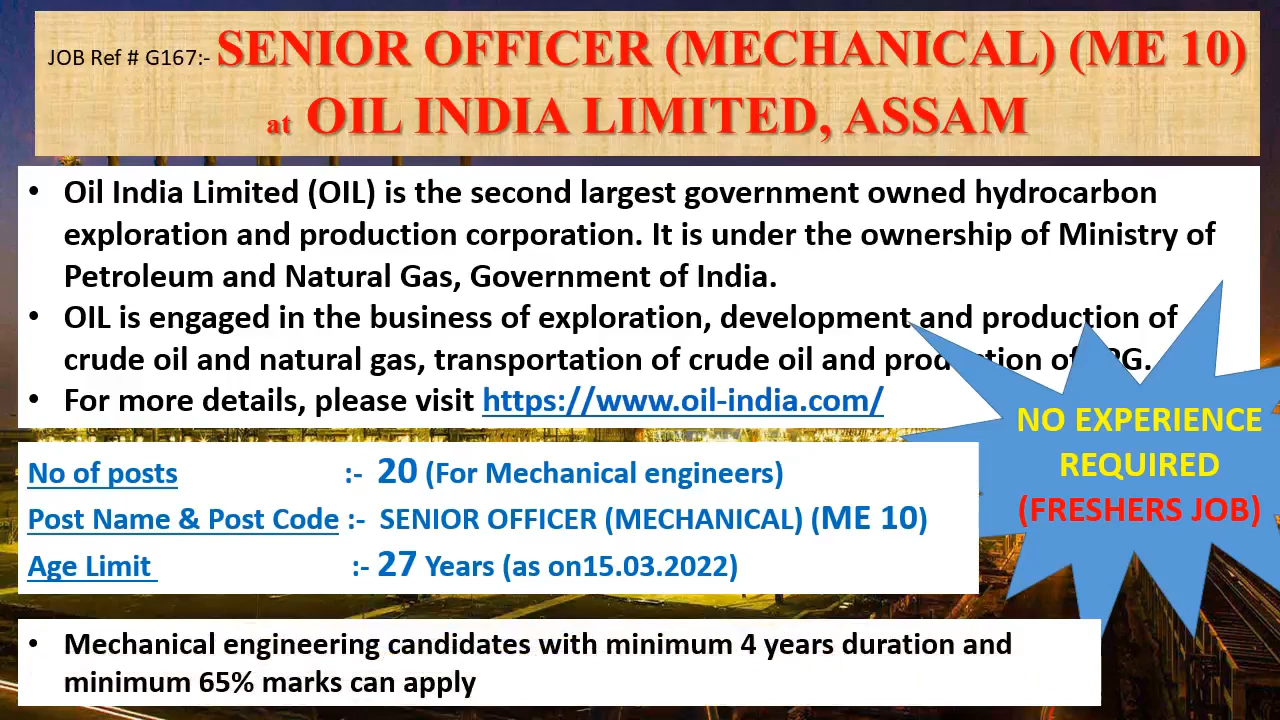 JOB Ref # G167:- SENIOR OFFICER (MECHANICAL) (ME 10)
at OIL INDIA LIMITED, ASSAM
• Oil India Limited (OIL) is the second largest government owned hydrocarbon
exploration and production corporation. It is under the ownership of Ministry of
Petroleum and Natural Gas, Government of India.
• OIL is engaged in the business of exploration, development and production of
crude oil and natural gas, transportation of crude oil and production of LPG.
• For more details, please visit https://www.oil-india.com/
NO EXPERIENCE
REQUIRED
(FRESHERS JOB)
No of posts :- 20 (For Mechanical engineers)
Post Name & Post Code :- SENIOR OFFICER (MECHANICAL) (ME 10)
Age Limit :- 27 Years (as on15.03.2022)
• Mechanical engineering candidates with minimum 4 years duration and
minimum 65% marks can apply